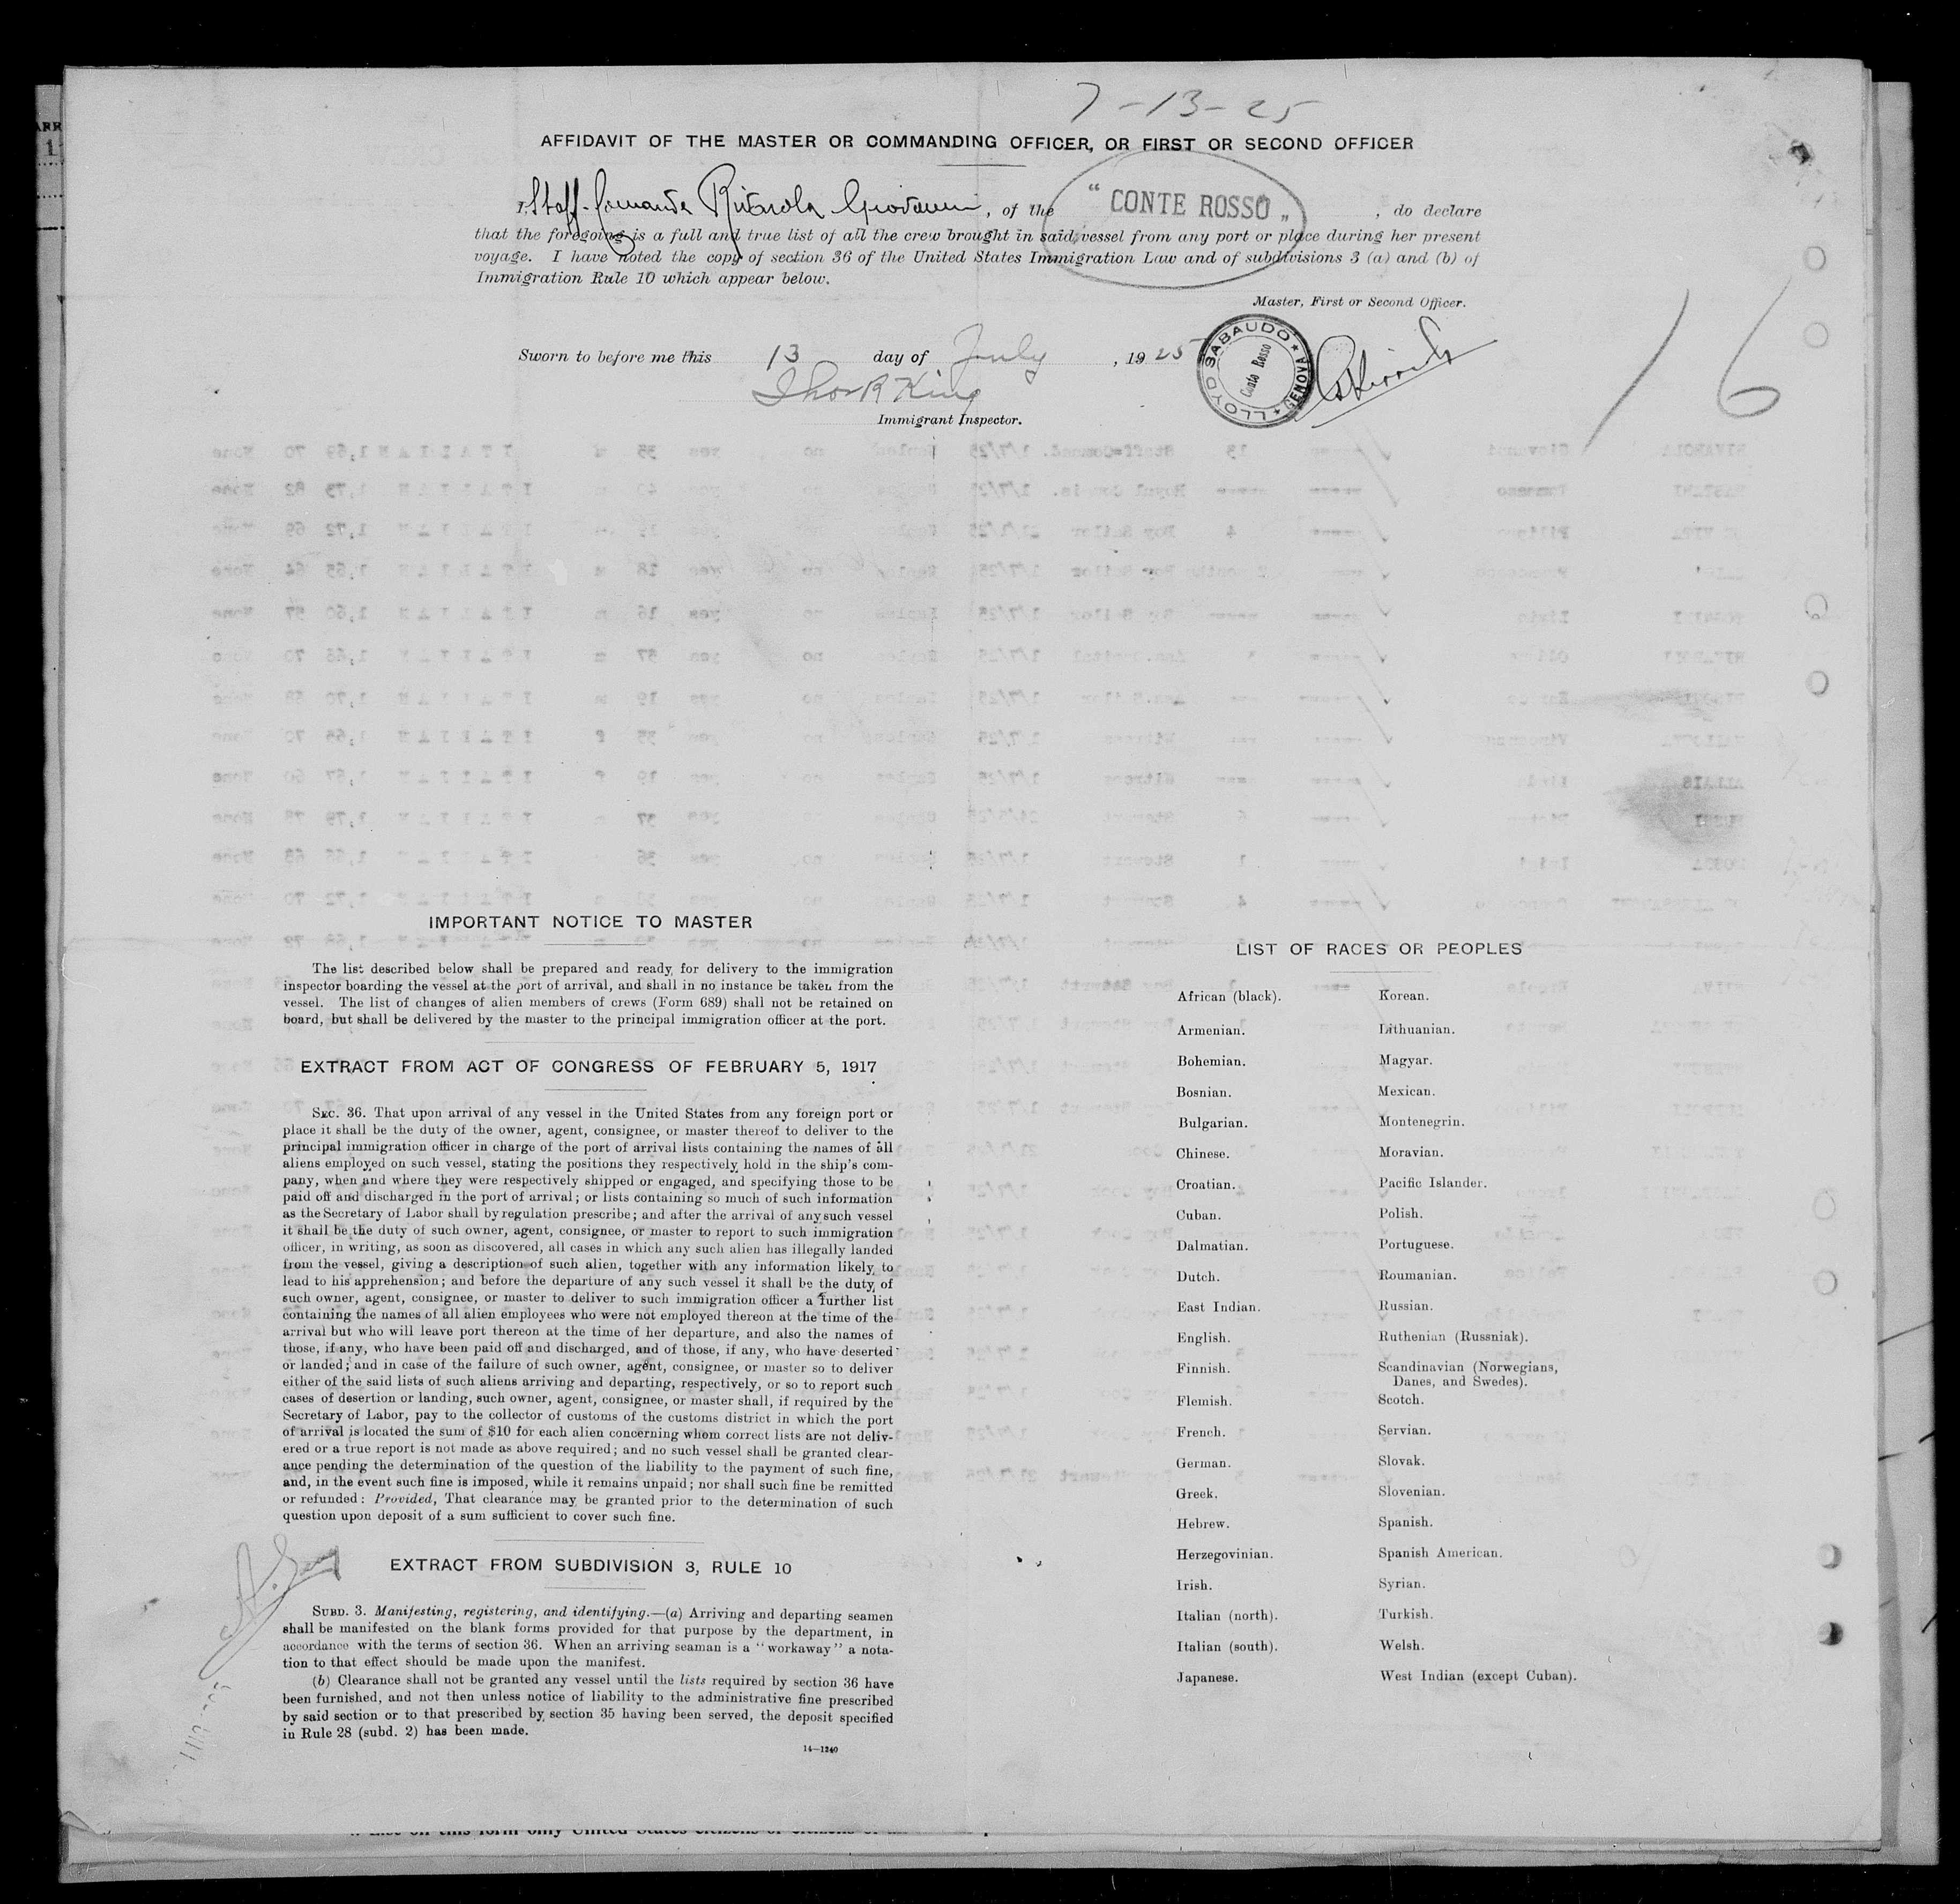 7-13-25
AFFIDAVIT OF THE MASTER OR COMMANDING OFFICER, OR FIRST OR SECOND OFFICER
I, Staff- Giovanni, of the "CONTE ROSSO", do declare
that the foregoing is a full and true list of all the crew brought in said vessel from any port or place during her present
voyage. I have noted the copy of section 36 of the United States Immigration Law and of subdivisions 3 (a) and (b) of
Immigration Rule 10 which appear below.
Master, First or Second Officer.
16
Sworn to before me this 13 day of July, 1925
LLOYD SABAUDO * GENOVA *
Conte Rosso
Thos R King
Immigrant Inspector.
IMPORTANT NOTICE TO MASTER
The list described below shall be prepared and ready for delivery to the immigration
inspector boarding the vessel at the port of arrival, and shall in no instance be taken from the
vessel. The list of changes of alien members of crews (Form 689) shall not be retained on
board, but shall be delivered by the master to the principal immigration officer at the port.
EXTRACT FROM ACT OF CONGRESS OF FEBRUARY 5, 1917
SEC. 36. That upon arrival of any vessel in the United States from any foreign port or
place it shall be the duty of the owner, agent, consignee, or master thereof to deliver to the
principal immigration officer in charge of the port of arrival lists containing the names of all
aliens employed on such vessel, stating the positions they respectively hold in the ship's com-
pany, when and where they were respectively shipped or engaged, and specifying those to be
paid off and discharged in the port of arrival; or lists containing so much of such information
as the Secretary of Labor shall by regulation prescribe; and after the arrival of any such vessel
it shall be the duty of such owner, agent, consignee, or master to report to such immigration
officer, in writing, as soon as discovered, all cases in which any such alien has illegally landed
from the vessel, giving a description of such alien, together with any information likely to
lead to his apprehension; and before the departure of any such vessel it shall be the duty of
such owner, agent, consignee, or master to deliver to such immigration officer a further list
containing the names of all alien employees who were not employed thereon at the time of the
arrival but who will leave port thereon at the time of her departure, and also the names of
those, if any, who have been paid off and discharged, and of those, if any, who have deserted
or landed; and in case of the failure of such owner, agent, consignee, or master so to deliver
either of the said lists of such aliens arriving and departing, respectively, or so to report such
cases of desertion or landing, such owner, agent, consignee, or master shall, if required by the
Secretary of Labor, pay to the collector of customs of the customs district in which the port
of arrival is located the sum of $10 for each alien concerning whom correct lists are not deliv-
ered or a true report is not made as above required; and no such vessel shall be granted clear-
ance pending the determination of the question of the liability to the payment of such fine,
and, in the event such fine is imposed, while it remains unpaid; nor shall such fine be remitted
or refunded: Provided, That clearance may be granted prior to the determination of such
question upon deposit of a sum sufficient to cover such fine.
EXTRACT FROM SUBDIVISION 3, RULE 10
SUBD. 3. Manifesting, registering, and identifying.—(a) Arriving and departing seamen
shall be manifested on the blank forms provided for that purpose by the department, in
accordance with the terms of section 36. When an arriving seaman is a "workaway" a nota-
tion to that effect should be made upon the manifest.
(b) Clearance shall not be granted any vessel until the lists required by section 36 have
been furnished, and not then unless notice of liability to the administrative fine prescribed
by said section or to that prescribed by section 35 having been served, the deposit specified
in Rule 28 (subd. 2) has been made.
14—1240
LIST OF RACES OR PEOPLES
African (black).
Armenian.
Bohemian.
Bosnian.
Bulgarian.
Chinese.
Croatian.
Cuban.
Dalmatian.
Dutch.
East Indian.
English.
Finnish.
Flemish.
French.
German.
Greek.
Hebrew.
Herzegovinian.
Irish.
Italian (north).
Italian (south).
Japanese.
Korean.
Lithuanian.
Magyar.
Mexican.
Montenegrin.
Moravian.
Pacific Islander.
Polish.
Portuguese.
Roumanian.
Russian.
Ruthenian (Russniak).
Scandinavian (Norwegians,
Danes, and Swedes).
Scotch.
Servian.
Slovak.
Slovenian.
Spanish.
Spanish American.
Syrian.
Turkish.
Welsh.
West Indian (except Cuban).